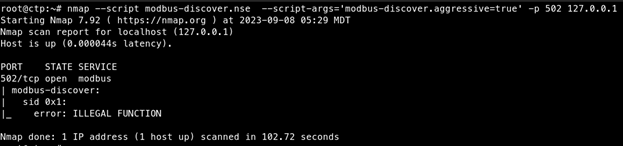 root@ctp:~# nmap --script modbus-discover.nse  --script-args='modbus-discover.aggressive=true' -p 502 127.0.0.1
Starting Nmap 7.92 ( https://nmap.org ) at 2023-09-08 05:29 MDT
Nmap scan report for localhost (127.0.0.1)
Host is up (0.000044s latency).

PORT    STATE SERVICE
502/tcp open  modbus
| modbus-discover:
|   sid 0x1:
|_    error: ILLEGAL FUNCTION

Nmap done: 1 IP address (1 host up) scanned in 102.72 seconds